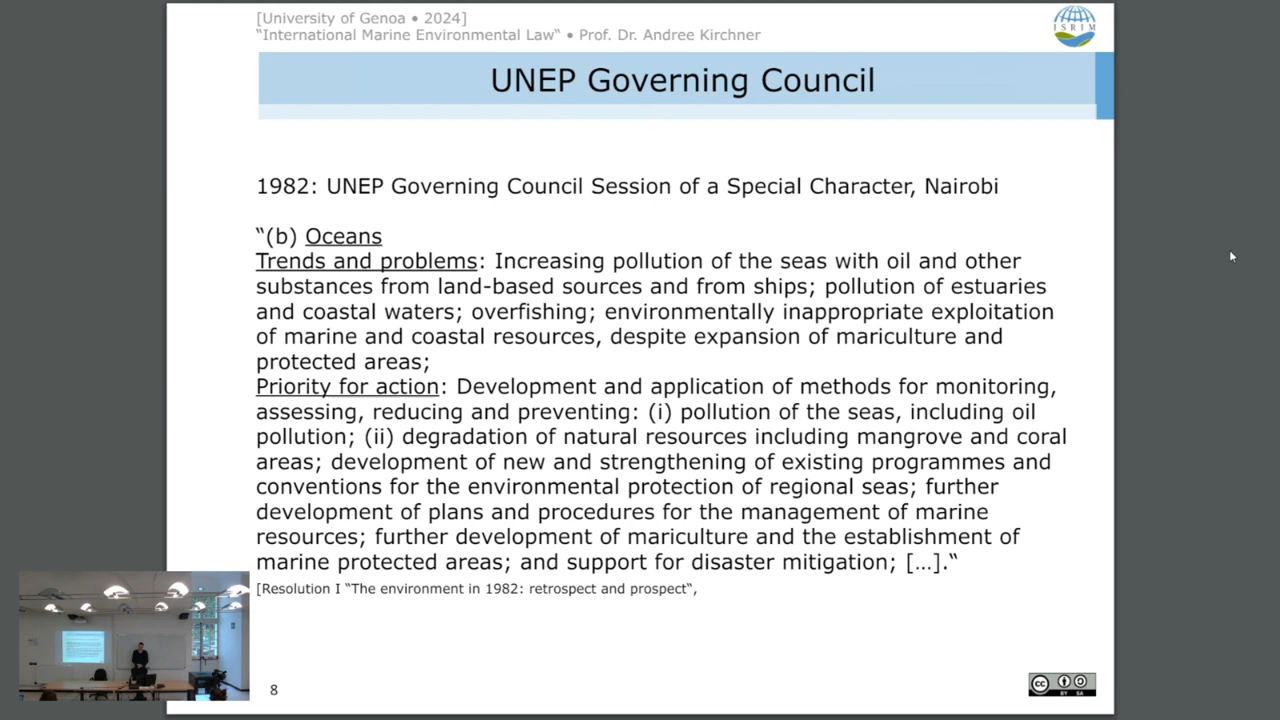 [University of Genoa • 2024]
“International Marine Environmental Law“ • Prof. Dr. Andree Kirchner
ISRIM
UNEP Governing Council
1982: UNEP Governing Council Session of a Special Character, Nairobi
“(b) Oceans
Trends and problems: Increasing pollution of the seas with oil and other
substances from land-based sources and from ships; pollution of estuaries
and coastal waters; overfishing; environmentally inappropriate exploitation
of marine and coastal resources, despite expansion of mariculture and
protected areas;
Priority for action: Development and application of methods for monitoring,
assessing, reducing and preventing: (i) pollution of the seas, including oil
pollution; (ii) degradation of natural resources including mangrove and coral
areas; development of new and strengthening of existing programmes and
conventions for the environmental protection of regional seas; further
development of plans and procedures for the management of marine
resources; further development of mariculture and the establishment of
marine protected areas; and support for disaster mitigation; […].“
[Resolution I “The environment in 1982: retrospect and prospect“,
8
cc
BY SA